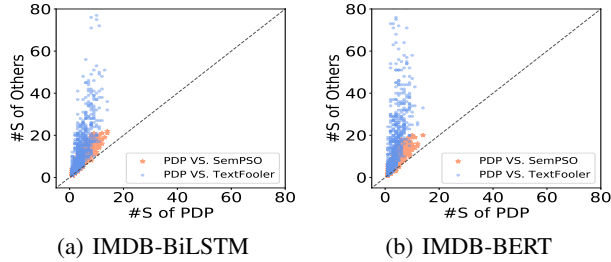 80
60
40
20
0
#S of Others
0 20 40 60 80
#S of PDP
PDP VS. SemPSO
PDP VS. TextFooler
(a) IMDB-BiLSTM
80
60
40
20
0
#S of Others
0 20 40 60 80
#S of PDP
PDP VS. SemPSO
PDP VS. TextFooler
(b) IMDB-BERT